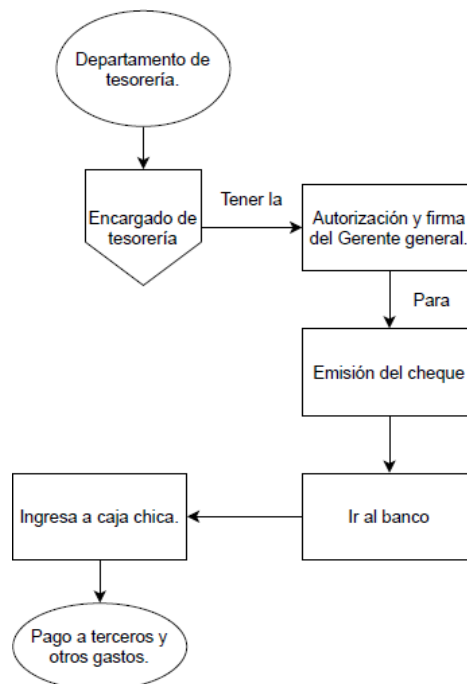 Departamento de
tesorería.
Encargado de
tesorería
Tener la
Autorización y firma
del Gerente general.
Para
Emisión del cheque
Ir al banco
Ingresa a caja chica.
Pago a terceros y
otros gastos.